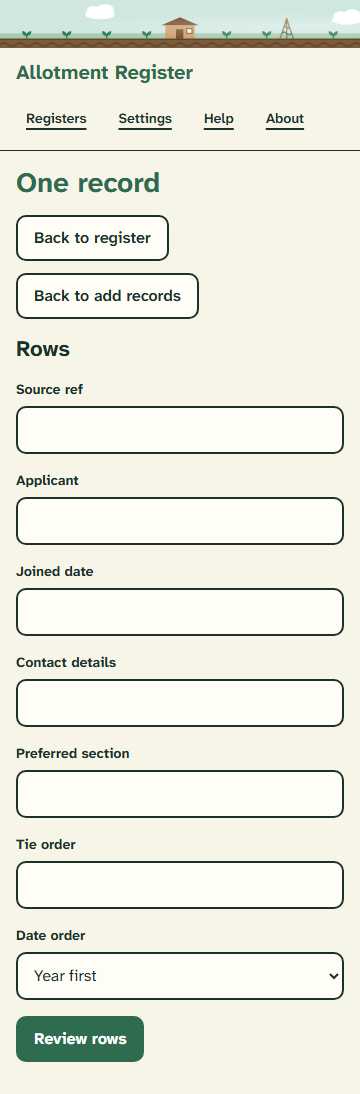 Allotment Register
Registers Settings Help About
One record
Back to register
Back to add records
Rows
Source ref
Applicant
Joined date
Contact details
Preferred section
Tie order
Date order
Year first
Review rows